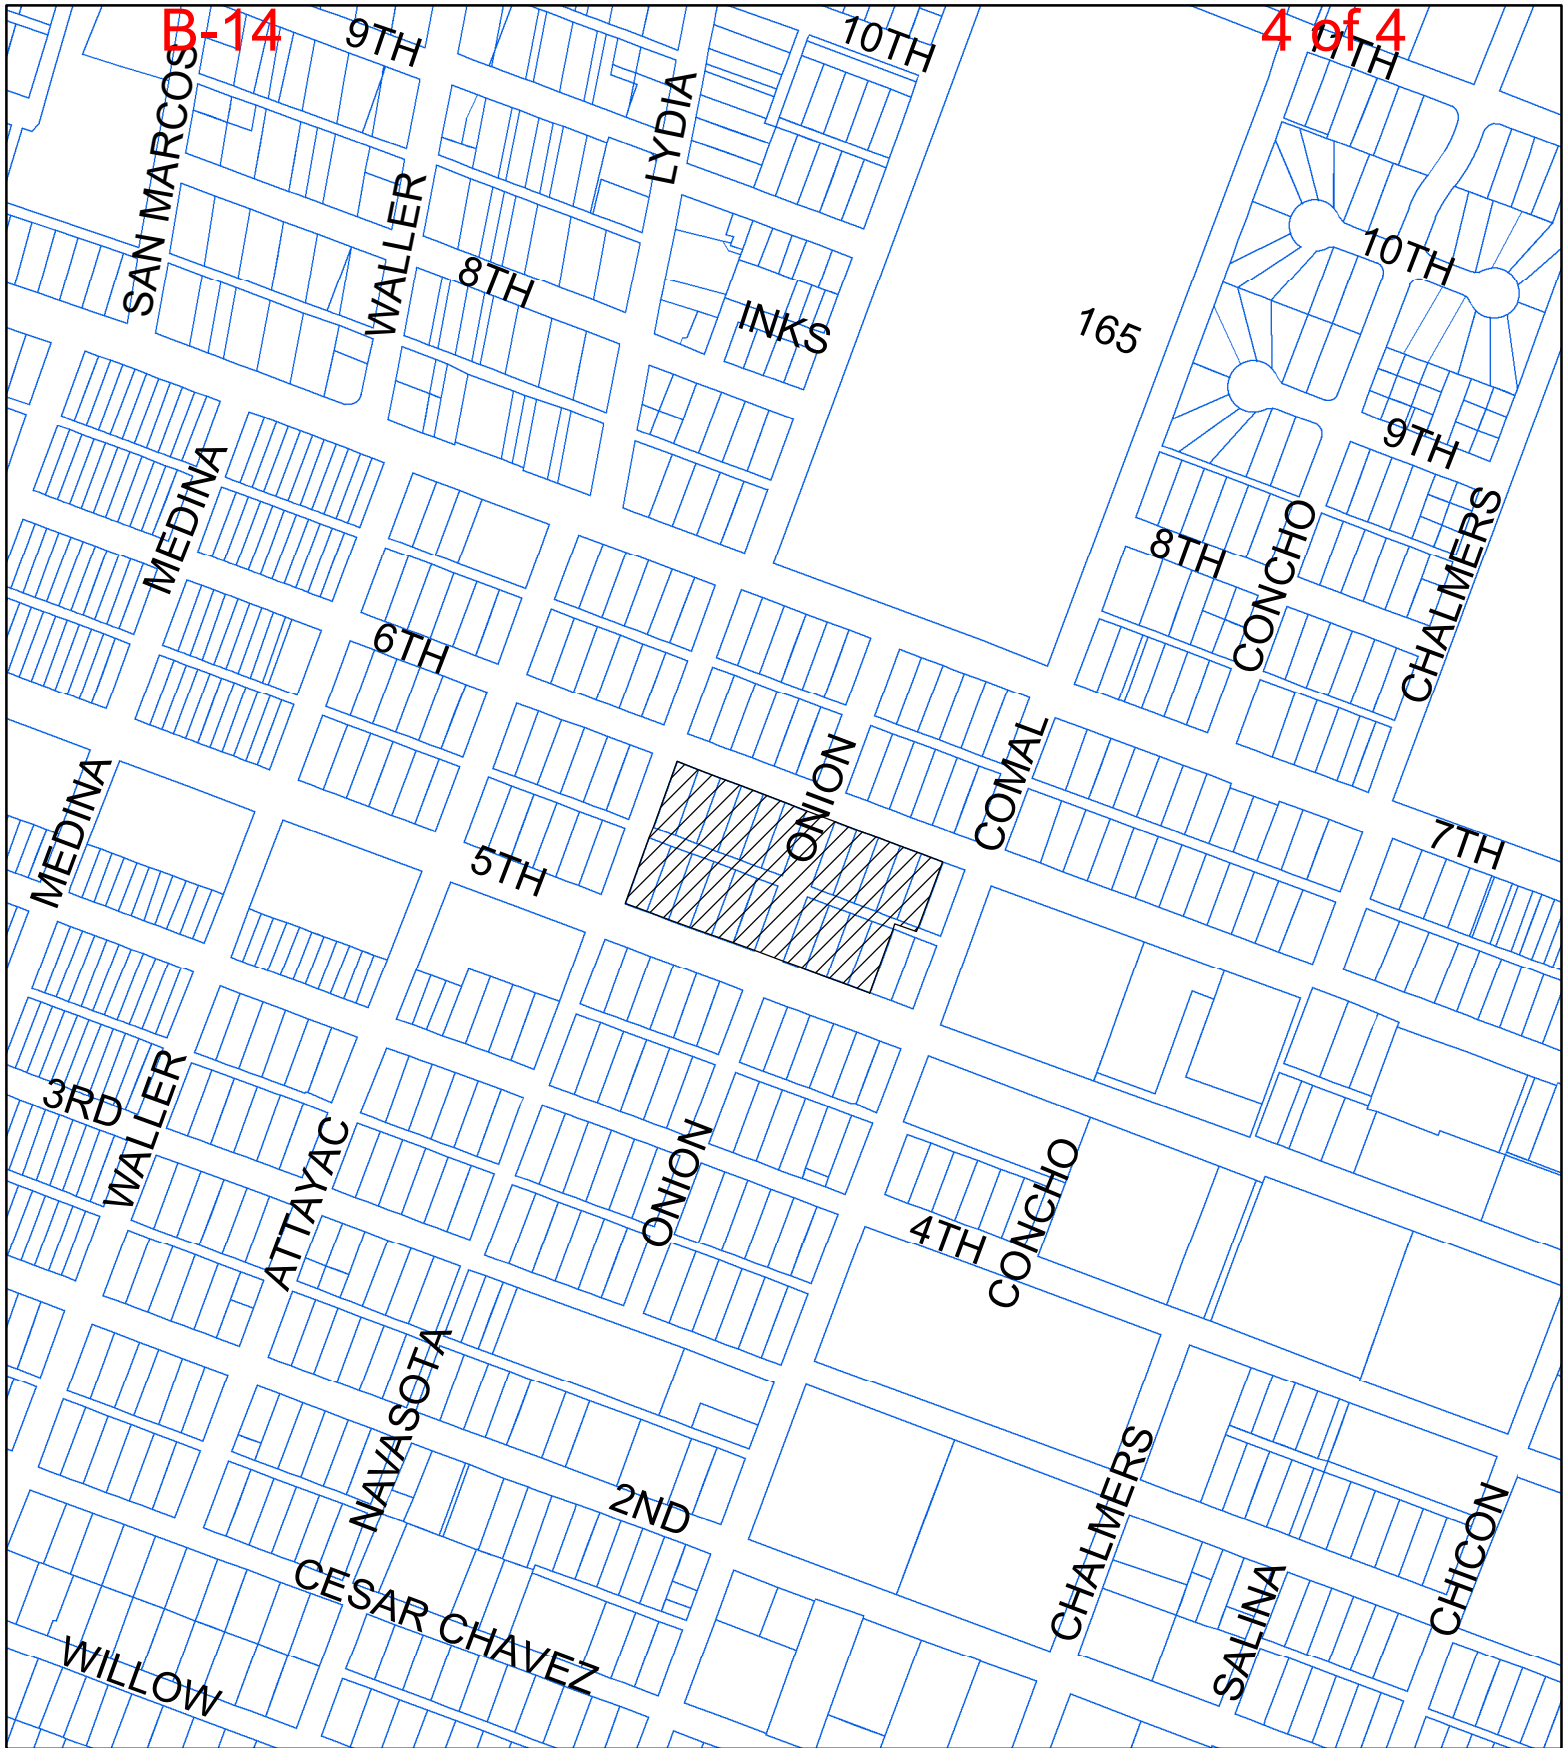 B-14
4 of 4
9TH
10TH
11TH
SAN MARCOS
LYDIA
WALLER
8TH
10TH
INKS
165
9TH
MEDINA
CONCHO
CHALMERS
8TH
6TH
ONION
COMAL
MEDINA
5TH
7TH
3RD
WALLER
ATTAYAC
ONION
CONCHO
4TH
NAVASOTA
2ND
CHALMERS
CHICON
CESAR CHAVEZ
SALINA
WILLOW